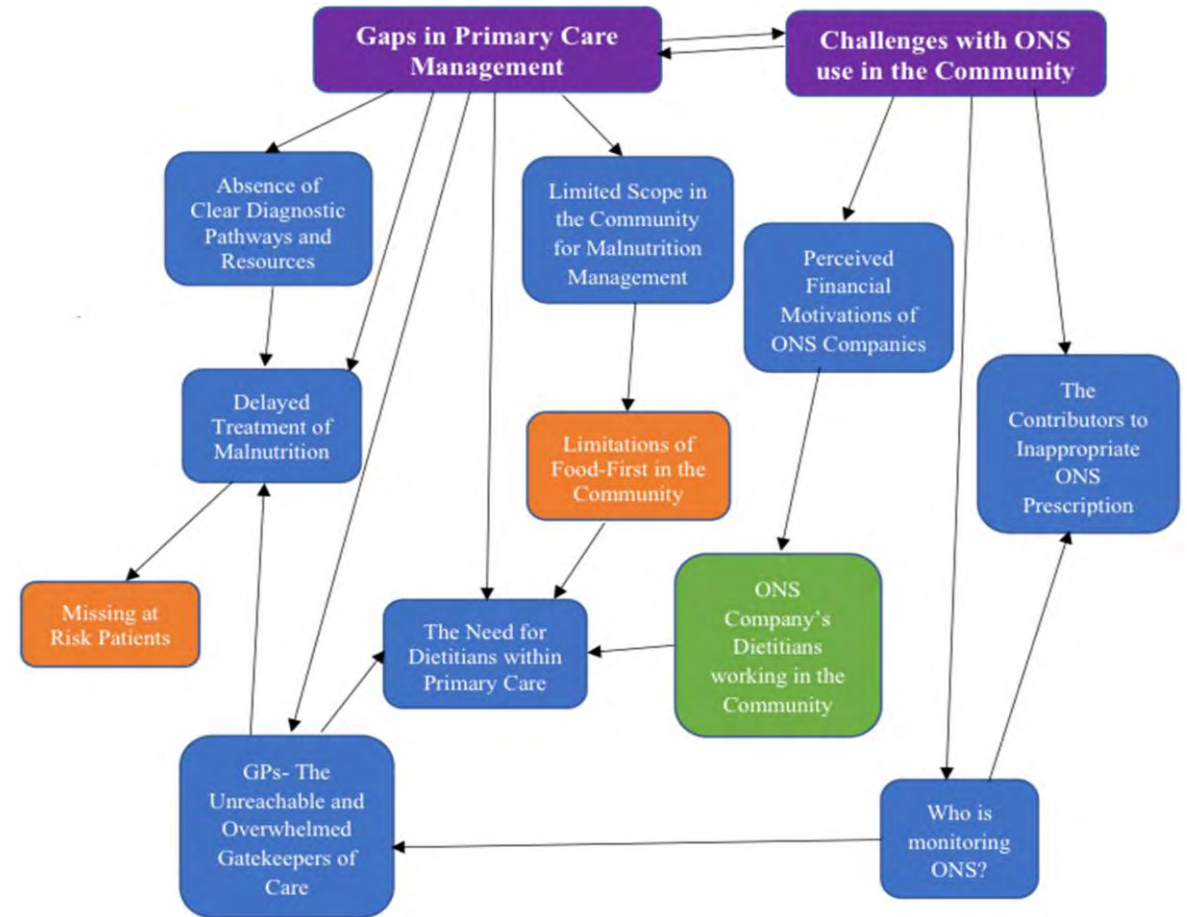 Gaps in Primary Care
Management
Challenges with ONS
use in the Community
Absence of
Clear Diagnostic
Pathways and
Resources
Limited Scope in
the Community
for Malnutrition
Management
Perceived
Financial
Motivations of
ONS Companies
The
Contributors to
Inappropriate
ONS
Prescription
Delayed
Treatment of
Malnutrition
Limitations of
Food-First in the
Community
Missing at
Risk Patients
The Need for
Dietitians within
Primary Care
ONS
Company’s
Dietitians
working in the
Community
GPs- The
Unreachable and
Overwhelmed
Gatekeepers of
Care
Who is
monitoring
ONS?